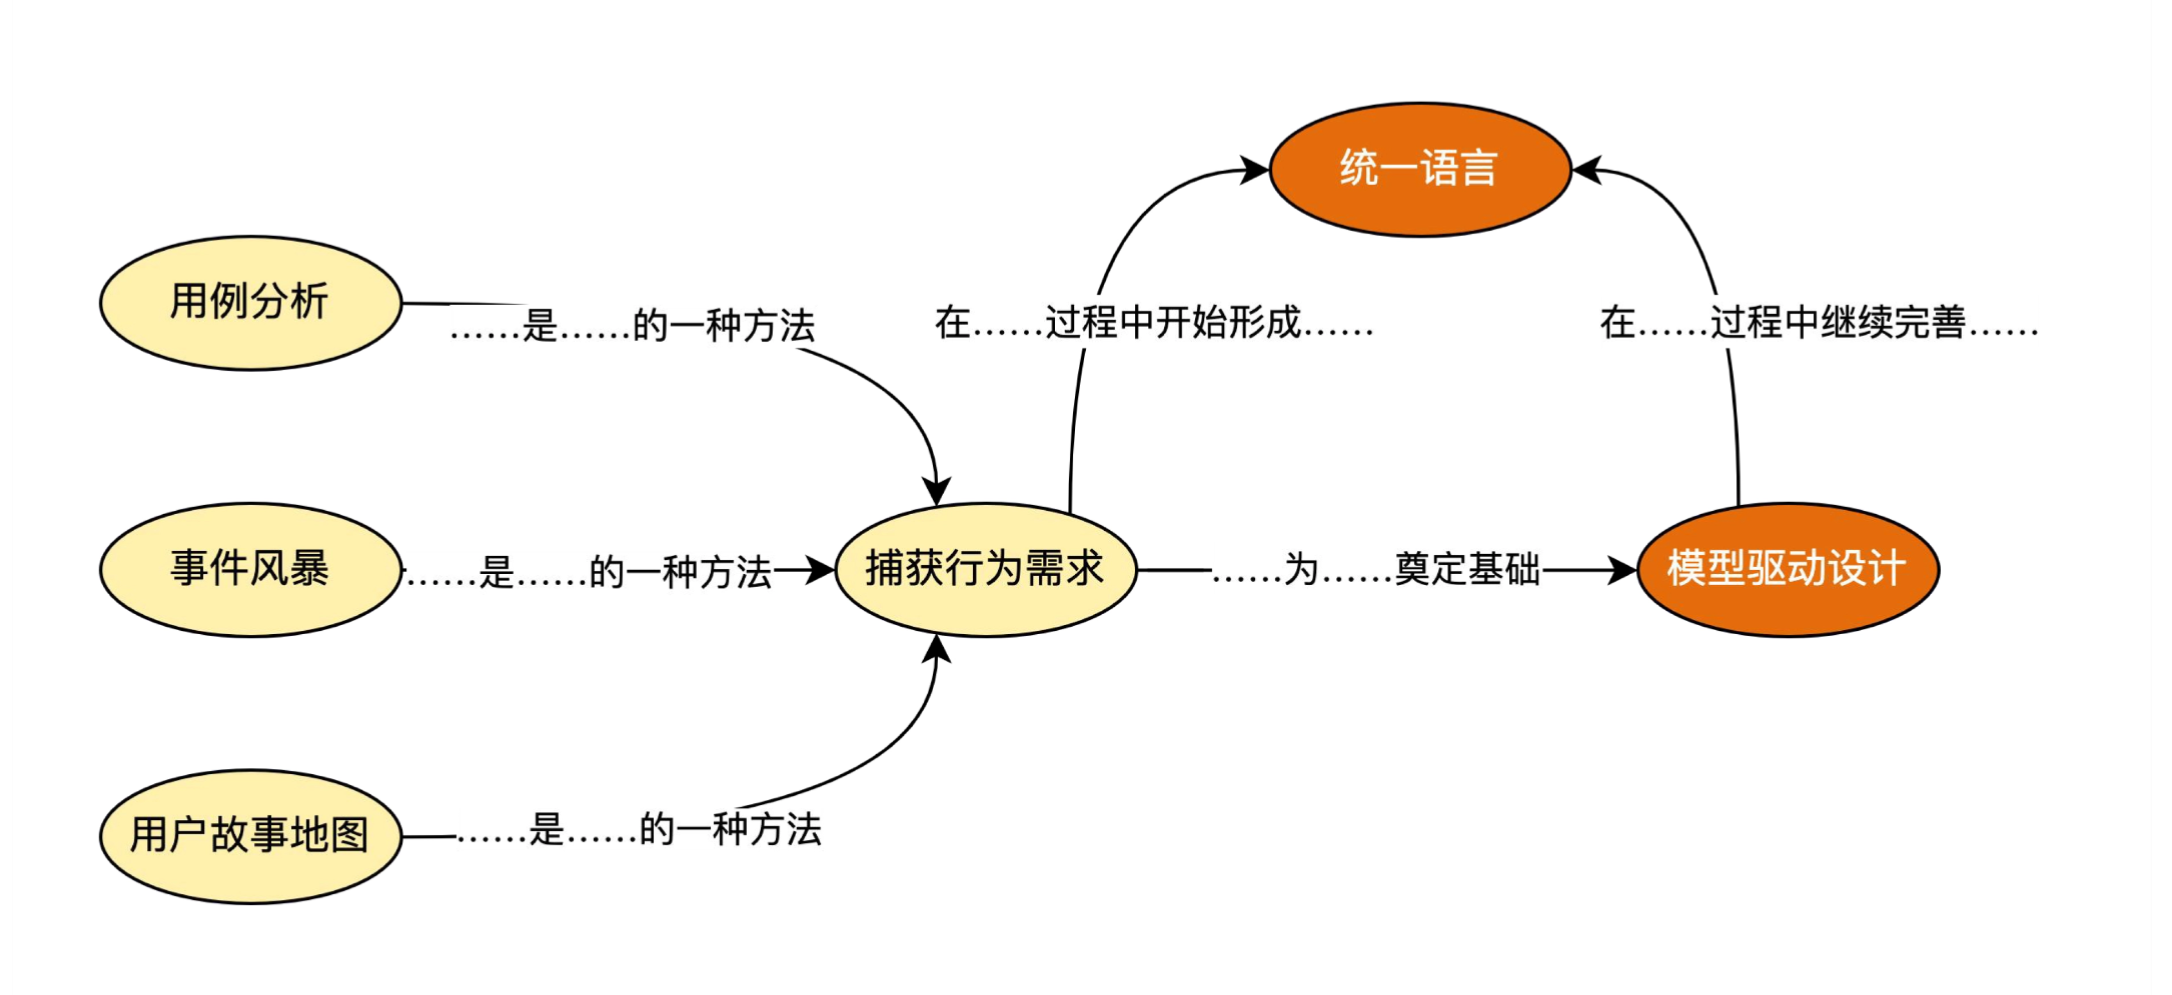 统一语言
用例分析
……是……的一种方法
在……过程中开始形成……
在……过程中继续完善……
事件风暴
……是……的一种方法
捕获行为需求
……为……奠定基础
模型驱动设计
用户故事地图
……是……的一种方法